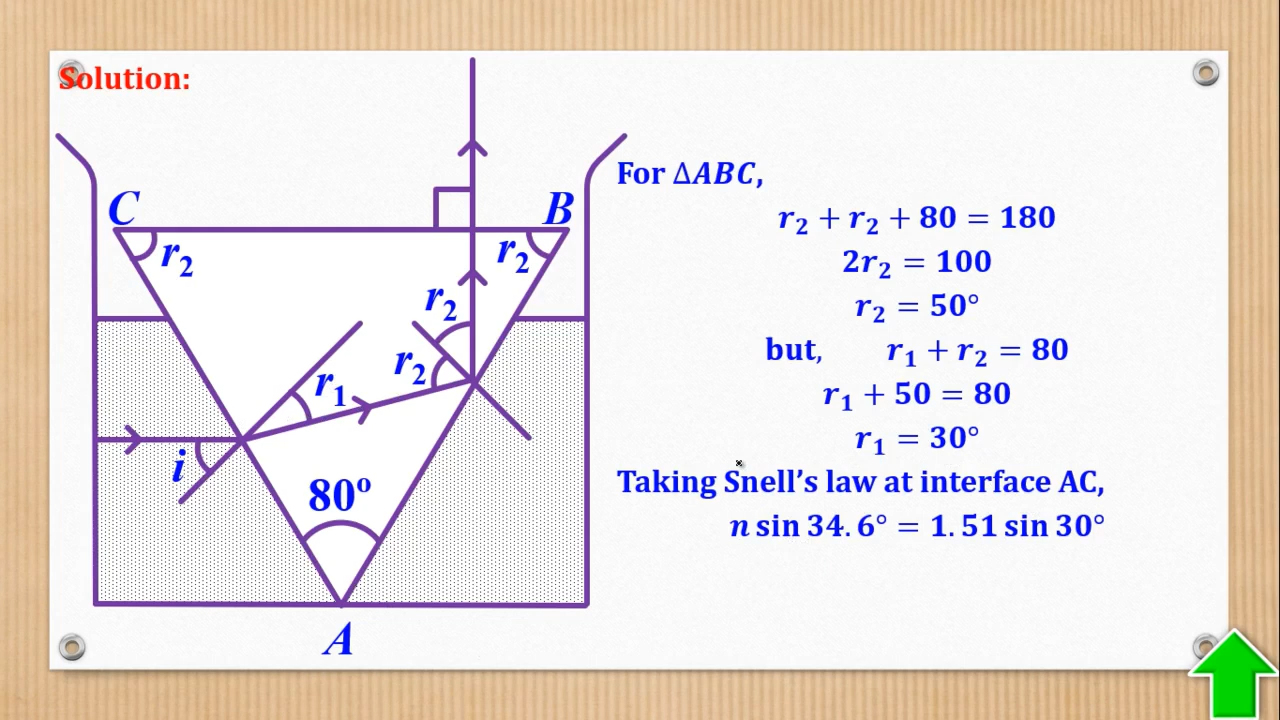 Solution:
C
B
r₂
r₂
r₂
r₂
r₁
i
80°
A
For ΔABC,
r₂ + r₂ + 80 = 180
2r₂ = 100
r₂ = 50°
but, r₁ + r₂ = 80
r₁ + 50 = 80
r₁ = 30°
Taking Snell’s law at interface AC,
n sin 34.6° = 1.51 sin 30°